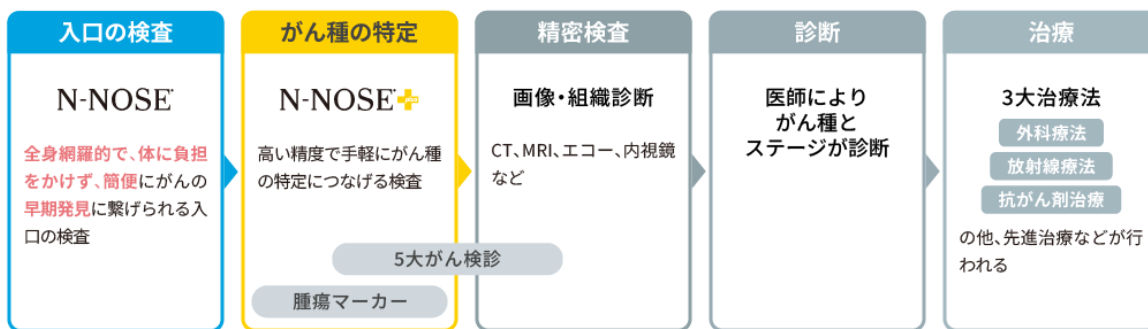 入口の検査
N-NOSE
全身網羅的で、体に負担
をかけず、簡便にがんの
早期発見に繋げられる入
口の検査
がん種の特定
N-NOSE plus
高い精度で手軽にがん種
の特定につなげる検査
精密検査
画像・組織診断
CT、MRI、エコー、内視鏡
など
5大がん検診
腫瘍マーカー
診断
医師により
がん種と
ステージが診断
治療
3大治療法
外科療法
放射線療法
抗がん剤治療
の他、先進治療などが行
われる